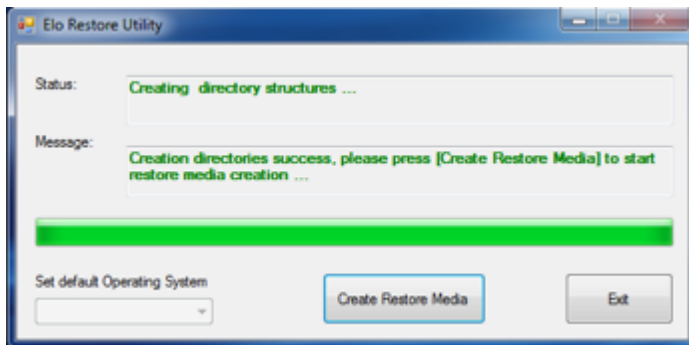 Elo Restore Utility
Status:
Creating directory structures ...
Message:
Creation directories success, please press [Create Restore Media] to start
restore media creation ...
Set default Operating System
Create Restore Media
Exit